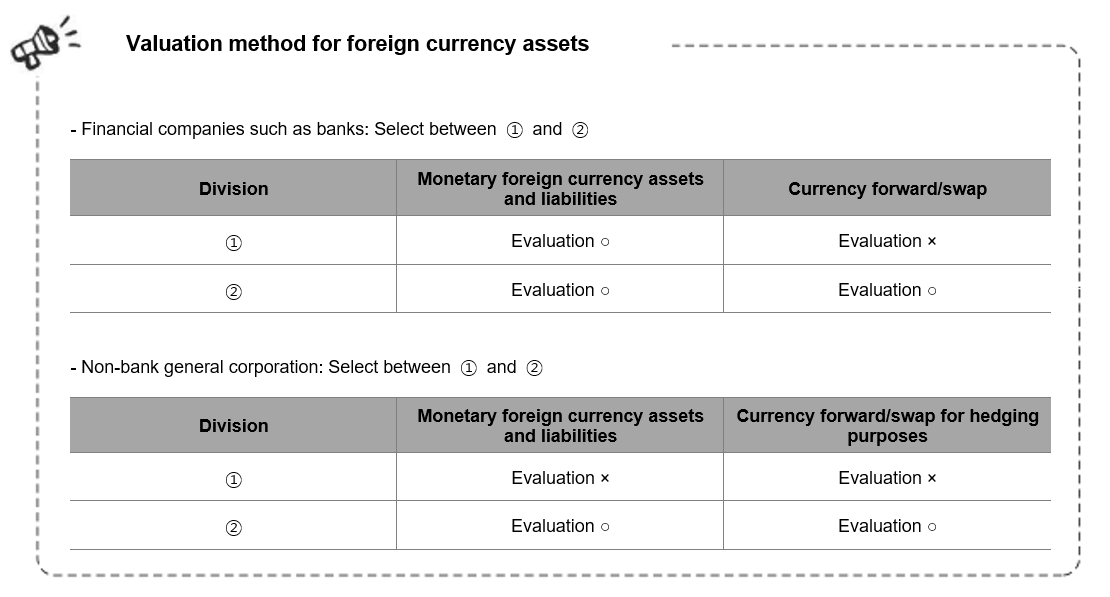 Valuation method for foreign currency assets
- Financial companies such as banks: Select between ① and ②
Division
Monetary foreign currency assets
and liabilities
Currency forward/swap
①
Evaluation ○
Evaluation ×
②
Evaluation ○
Evaluation ○
- Non-bank general corporation: Select between ① and ②
Division
Monetary foreign currency assets
and liabilities
Currency forward/swap for hedging
purposes
①
Evaluation ×
Evaluation ×
②
Evaluation ○
Evaluation ○